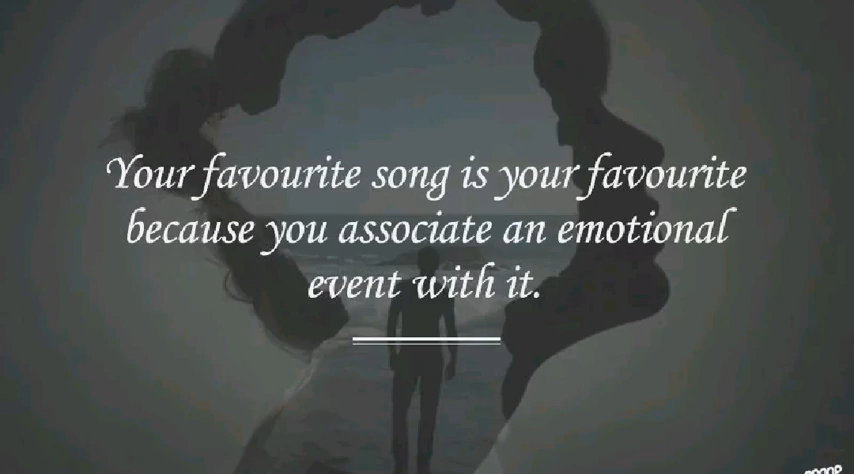 Your favourite song is your favourite
because you associate an emotional
event with it.